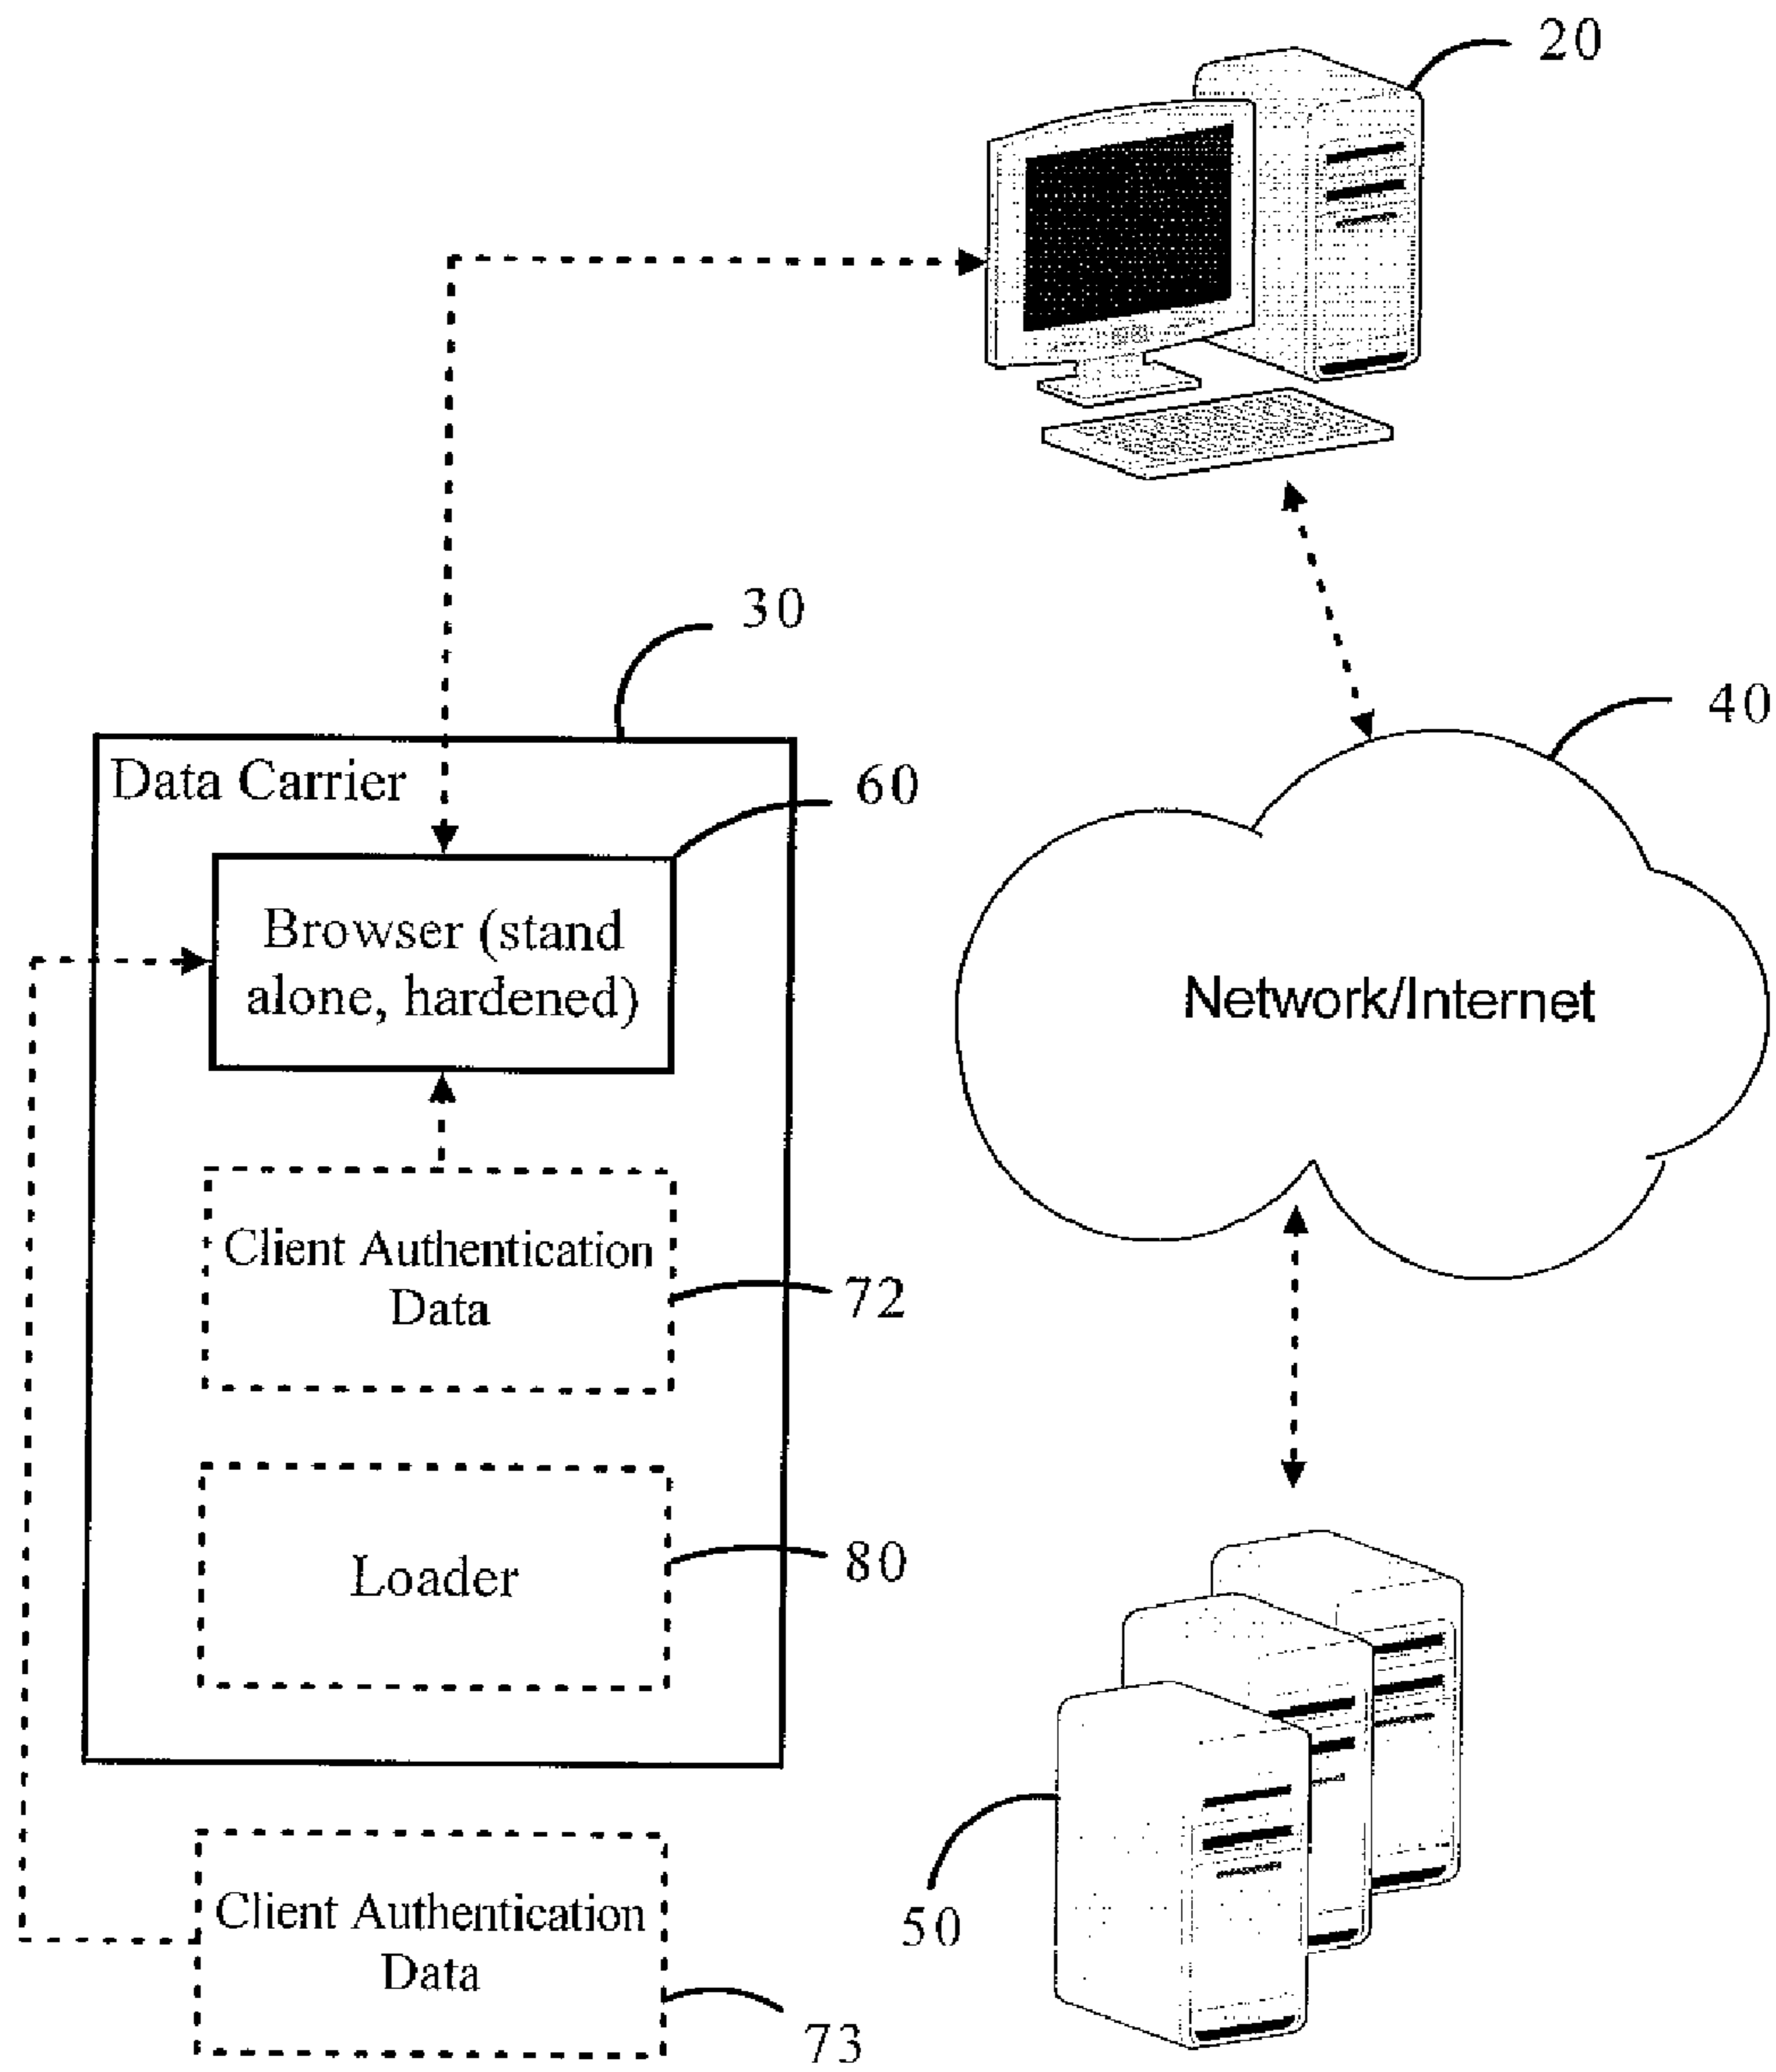 20
30
40
Data Carrier
60
Browser (stand
alone, hardened)
Network/Internet
Client Authentication
Data
72
Loader
80
50
Client Authentication
Data
73